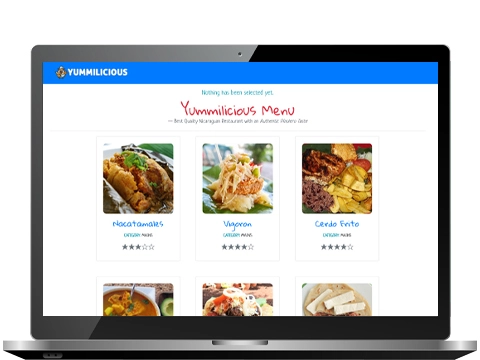 YUMMILICIOUS
Nothing has been selected yet.
Yummilicious Menu
— Best Quality Nicaraguan Restaurant with an Authentic Pinolero Taste
Nacatamales
Vigoron
Cerdo Frito
CATEGORY: MAINS
CATEGORY: MAINS
CATEGORY: MAINS